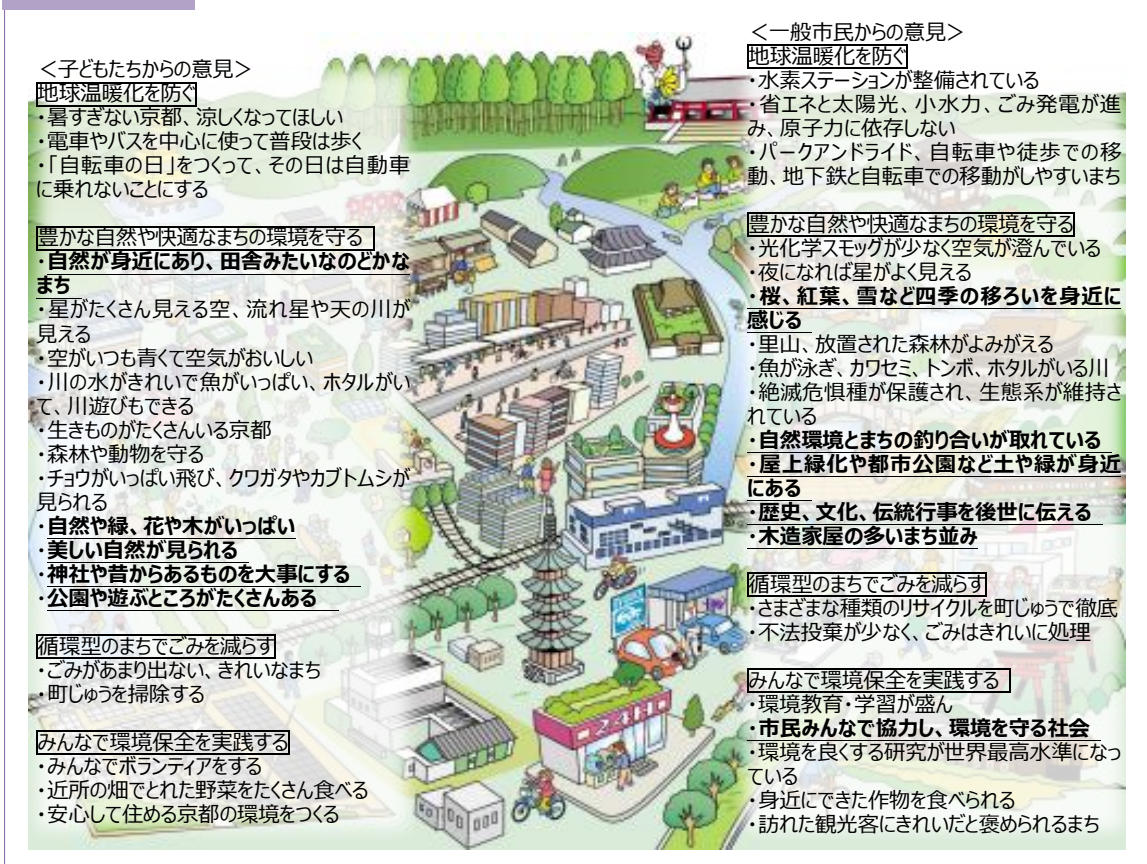 ＜子どもたちからの意見＞
地球温暖化を防ぐ
・暑すぎない京都、涼しくなってほしい
・電車やバスを中心に使って普段は歩く
・「自転車の日」をつくって、その日は自動車
に乗れないことにする
豊かな自然や快適なまちの環境を守る
・自然が身近にあり、田舎みたいなのどかな
まち
・星がたくさん見える空、流れ星や天の川が
見える
・空がいつも青くて空気がおいしい
・川の水がきれいで魚がいっぱい、ホタルがい
て、川遊びもできる
・生きものがたくさんいる京都
・森林や動物を守る
・チョウがいっぱい飛び、クワガタやカブトムシが
見られる
・自然や緑、花や木がいっぱい
・美しい自然が見られる
・神社や昔からあるものを大事にする
・公園や遊ぶところがたくさんある
循環型のまちでごみを減らす
・ごみがあまり出ない、きれいなまち
・町じゅうを掃除する
みんなで環境保全を実践する
・みんなでボランティアをする
・近所の畑でとれた野菜をたくさん食べる
・安心して住める京都の環境をつくる
＜一般市民からの意見＞
地球温暖化を防ぐ
・水素ステーションが整備されている
・省エネと太陽光、小水力、ごみ発電が進
み、原子力に依存しない
・パークアンドライド、自転車や徒歩での移
動、地下鉄と自転車での移動がしやすいまち
豊かな自然や快適なまちの環境を守る
・光化学スモッグが少なく空気が澄んでいる
・夜になれば星がよく見える
・桜、紅葉、雪など四季の移ろいを身近に
感じる
・里山、放置された森林がよみがえる
・魚が泳ぎ、カワセミ、トンボ、ホタルがいる川
・絶滅危惧種が保護され、生態系が維持さ
れている
・自然環境とまちの釣り合いが取れている
・屋上緑化や都市公園など土や緑が身近
にある
・歴史、文化、伝統行事を後世に伝える
・木造家屋の多いまち並み
循環型のまちでごみを減らす
・さまざまな種類のリサイクルを町じゅうで徹底
・不法投棄が少なく、ごみはきれいに処理
みんなで環境保全を実践する
・環境教育・学習が盛ん
・市民みんなで協力し、環境を守る社会
・環境を良くする研究が世界最高水準になっ
ている
・身近にできた作物を食べられる
・訪れた観光客にきれいだと褒められるまち